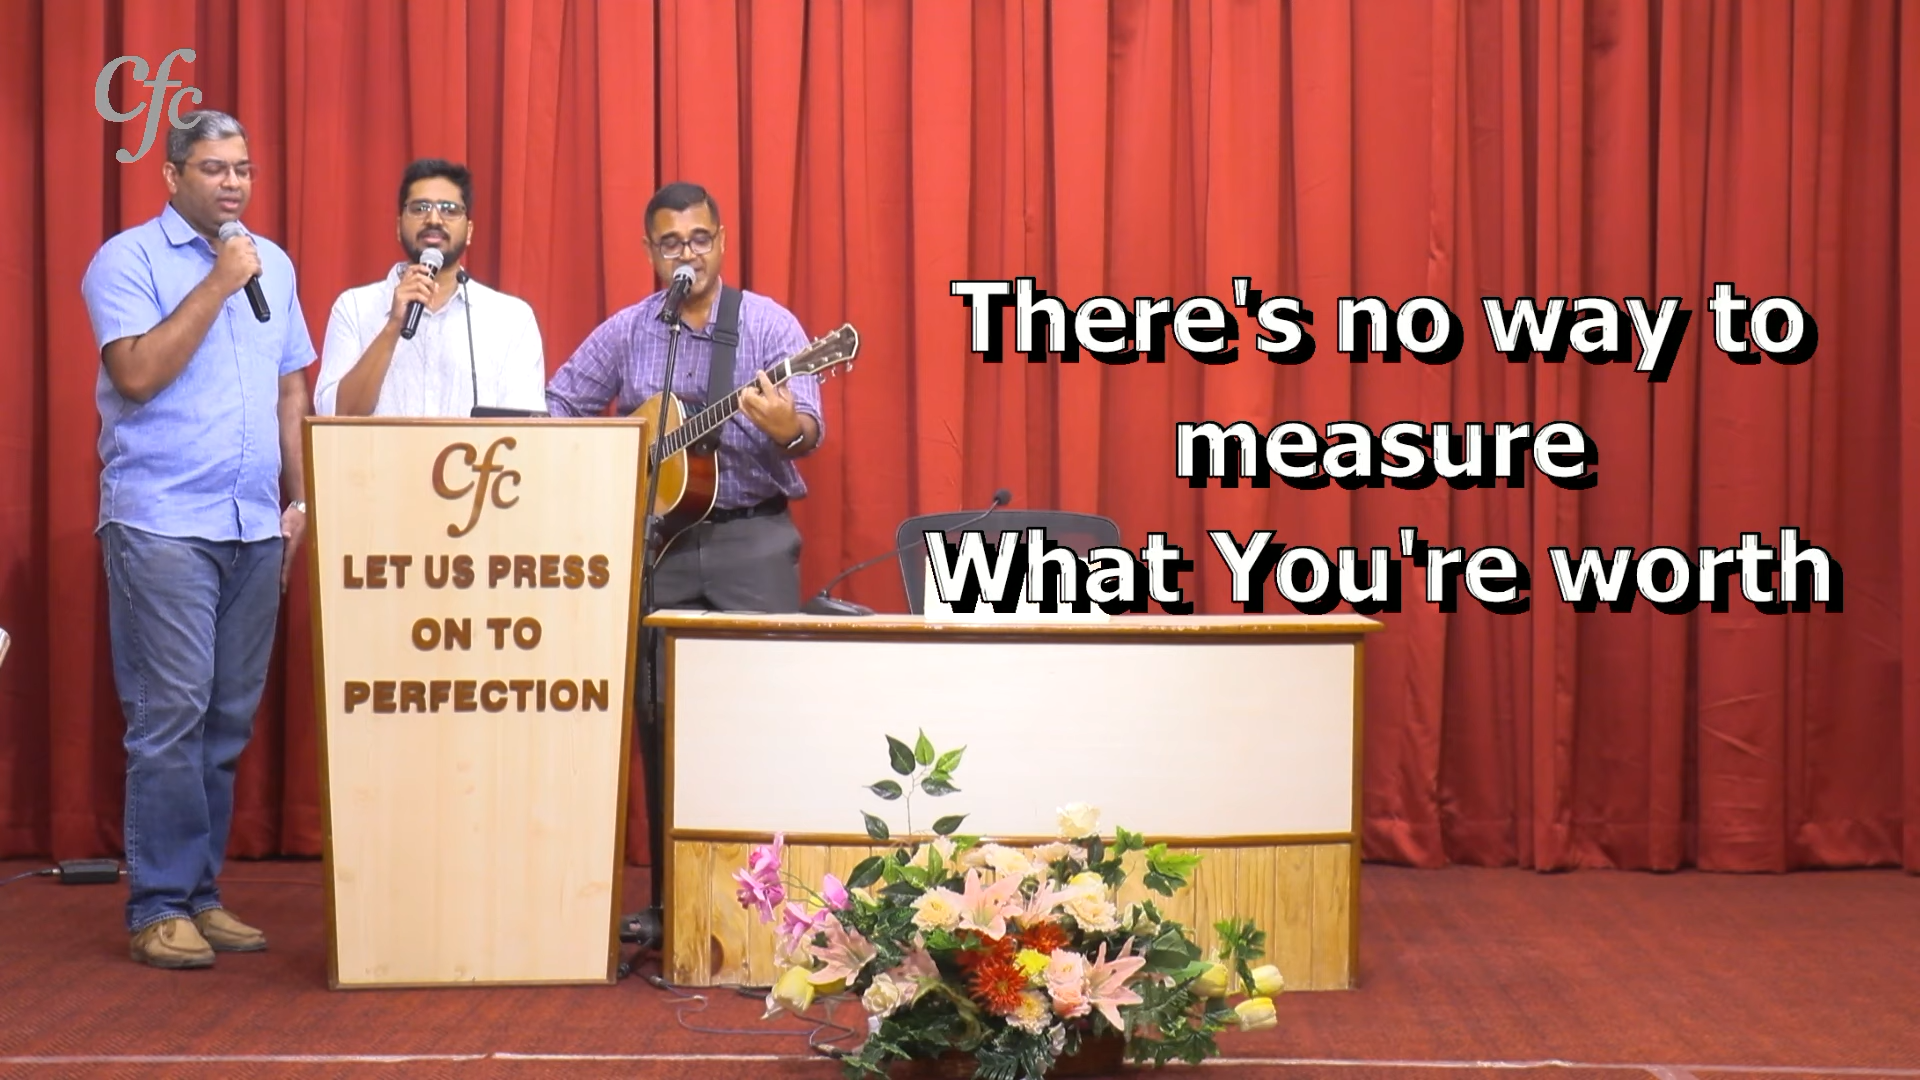 cfc
cfc
LET US PRESS
ON TO
PERFECTION
There's no way to
measure
What You're worth